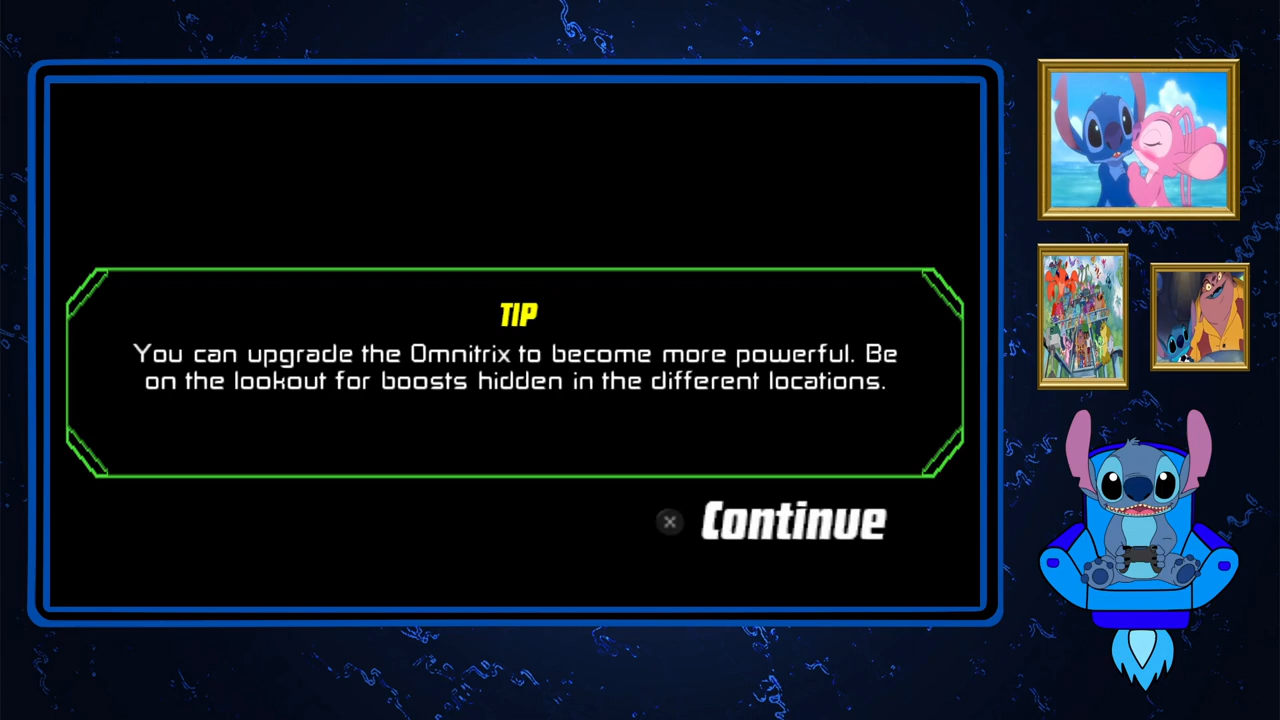 TIP
You can upgrade the Omnitrix to become more powerful. Be
on the lookout for boosts hidden in the different locations.
Continue